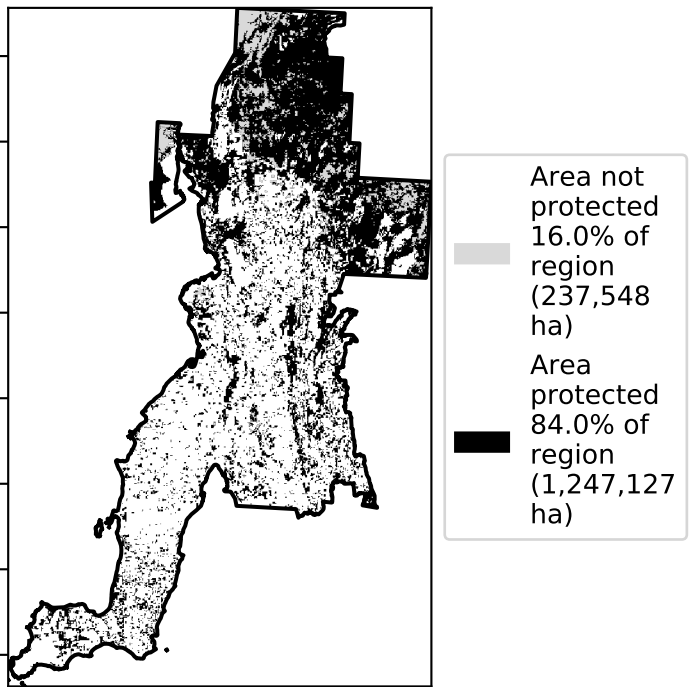 Area not
protected
16.0% of
region
(237,548
ha)
Area
protected
84.0% of
region
(1,247,127
ha)